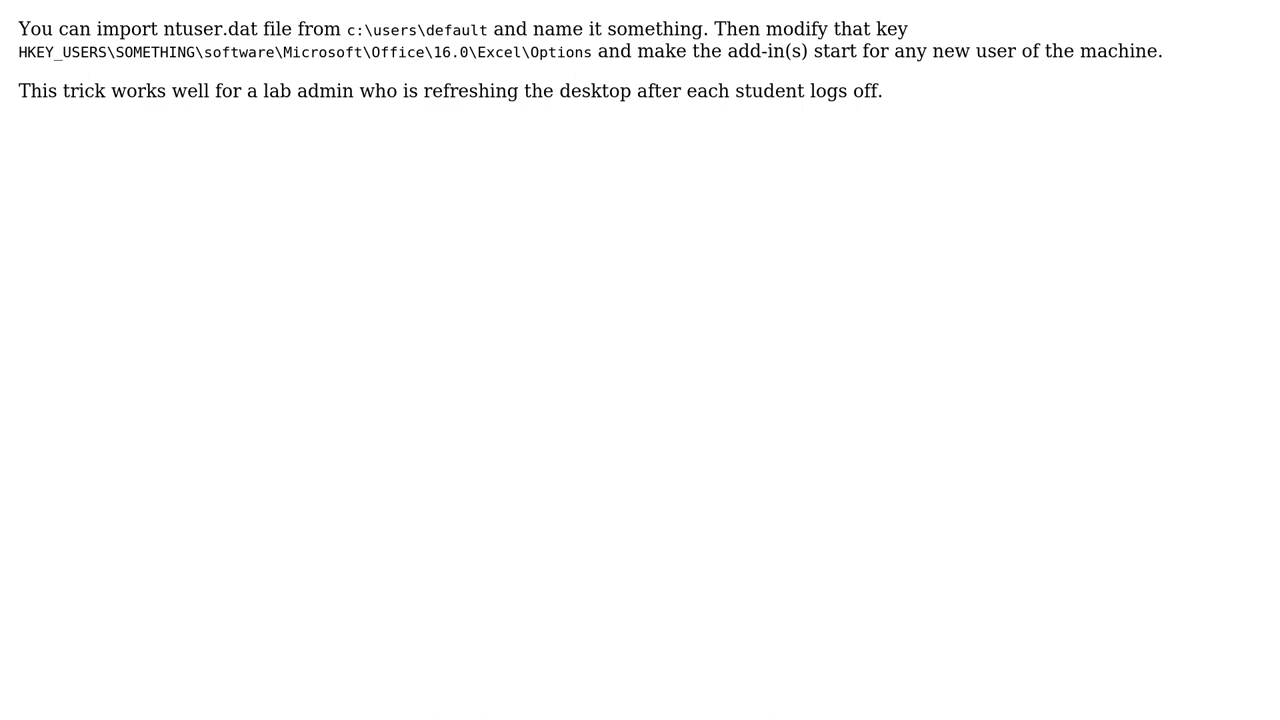 You can import ntuser.dat file from c:\users\default and name it something. Then modify that key
HKEY_USERS\SOMETHING\software\Microsoft\Office\16.0\Excel\Options and make the add-in(s) start for any new user of the machine.
This trick works well for a lab admin who is refreshing the desktop after each student logs off.